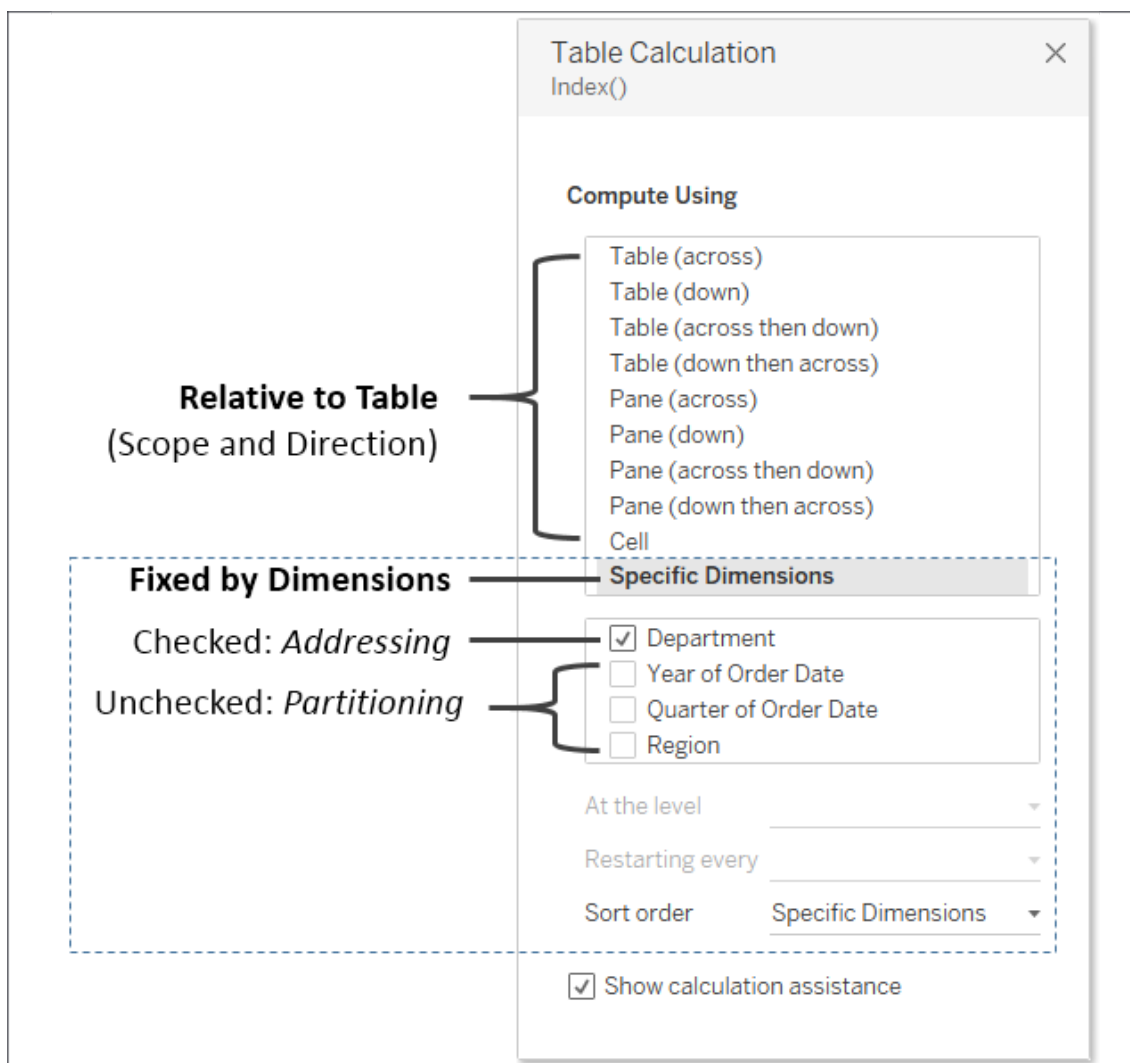 Table Calculation
Index()
Compute Using
Table (across)
Table (down)
Table (across then down)
Table (down then across)
Relative to Table
(Scope and Direction)
Pane (across)
Pane (down)
Pane (across then down)
Pane (down then across)
Cell
Fixed by Dimensions
Specific Dimensions
Checked: Addressing
Department
Unchecked: Partitioning
Year of Order Date
Quarter of Order Date
Region
At the level
Restarting every
Sort order Specific Dimensions
Show calculation assistance